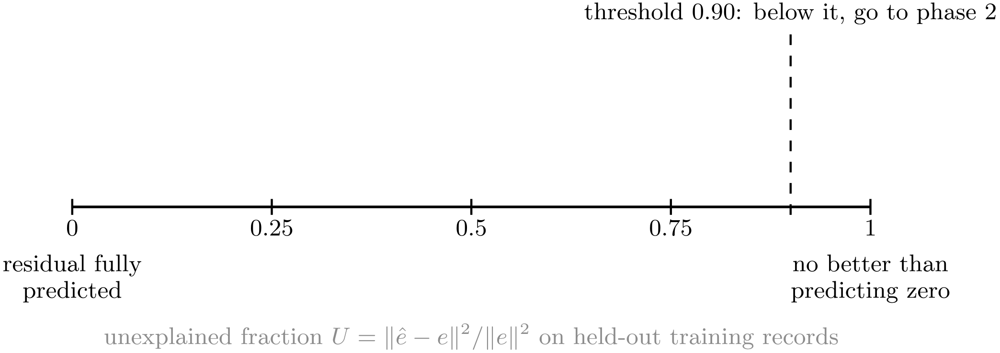 threshold 0.90: below it, go to phase 2
0 0.25 0.5 0.75 1
residual fully
predicted
no better than
predicting zero
unexplained fraction U = ‖ê − e‖²/‖e‖² on held-out training records